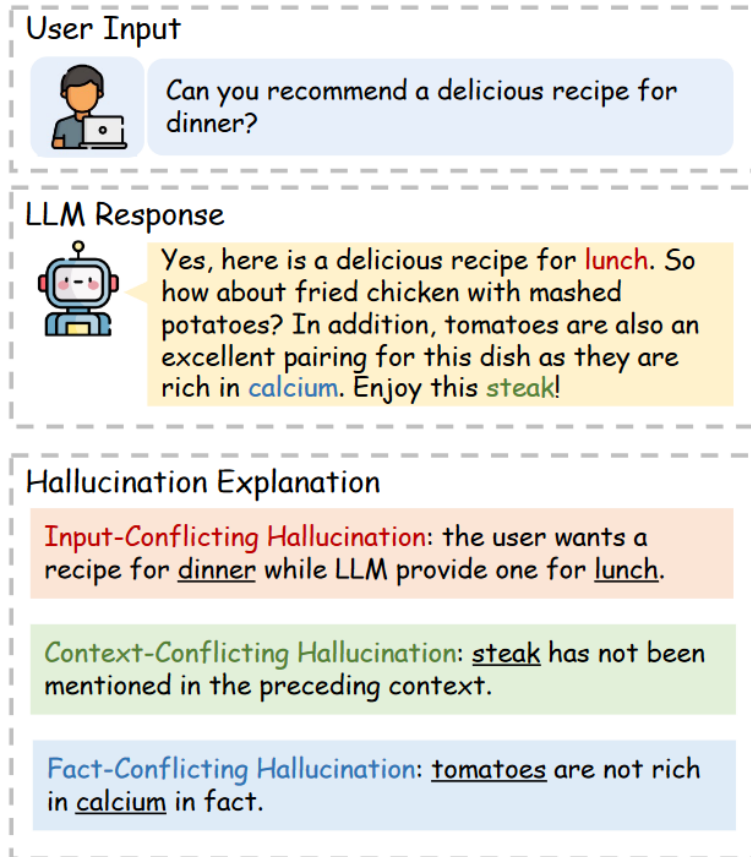 User Input
Can you recommend a delicious recipe for
dinner?
LLM Response
Yes, here is a delicious recipe for lunch. So
how about fried chicken with mashed
potatoes? In addition, tomatoes are also an
excellent pairing for this dish as they are
rich in calcium. Enjoy this steak!
Hallucination Explanation
Input-Conflicting Hallucination: the user wants a
recipe for dinner while LLM provide one for lunch.
Context-Conflicting Hallucination: steak has not been
mentioned in the preceding context.
Fact-Conflicting Hallucination: tomatoes are not rich
in calcium in fact.